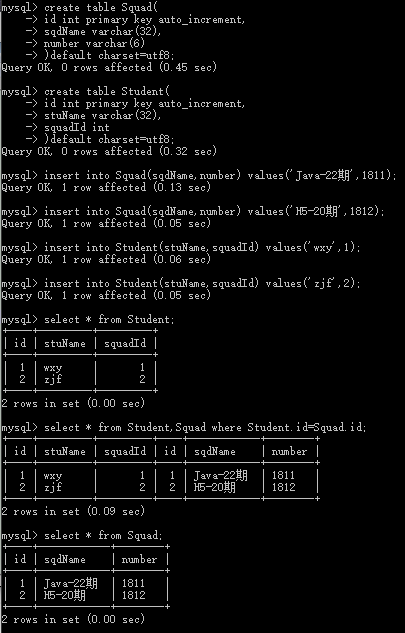 mysql> create table Squad(
    -> id int primary key auto_increment,
    -> sqdName varchar(32),
    -> number varchar(6)
    -> )default charset=utf8;
Query OK, 0 rows affected (0.45 sec)
mysql> create table Student(
    -> id int primary key auto_increment,
    -> stuName varchar(32),
    -> squadId int
    -> )default charset=utf8;
Query OK, 0 rows affected (0.32 sec)
mysql> insert into Squad(sqdName,number) values('Java-22期',1811);
Query OK, 1 row affected (0.13 sec)
mysql> insert into Squad(sqdName,number) values('H5-20期',1812);
Query OK, 1 row affected (0.05 sec)
mysql> insert into Student(stuName,squadId) values('wxy',1);
Query OK, 1 row affected (0.06 sec)
mysql> insert into Student(stuName,squadId) values('zjf',2);
Query OK, 1 row affected (0.05 sec)
mysql> select * from Student;
+----+---------+---------+
| id | stuName | squadId |
+----+---------+---------+
|  1 | wxy     |       1 |
|  2 | zjf     |       2 |
+----+---------+---------+
2 rows in set (0.00 sec)
mysql> select * from Student,Squad where Student.id=Squad.id;
+----+---------+---------+----+-----------+--------+
| id | stuName | squadId | id | sqdName   | number |
+----+---------+---------+----+-----------+--------+
|  1 | wxy     |       1 |  1 | Java-22期 | 1811   |
|  2 | zjf     |       2 |  2 | H5-20期   | 1812   |
+----+---------+---------+----+-----------+--------+
2 rows in set (0.09 sec)
mysql> select * from Squad;
+----+-----------+--------+
| id | sqdName   | number |
+----+-----------+--------+
|  1 | Java-22期 | 1811   |
|  2 | H5-20期   | 1812   |
+----+-----------+--------+
2 rows in set (0.00 sec)